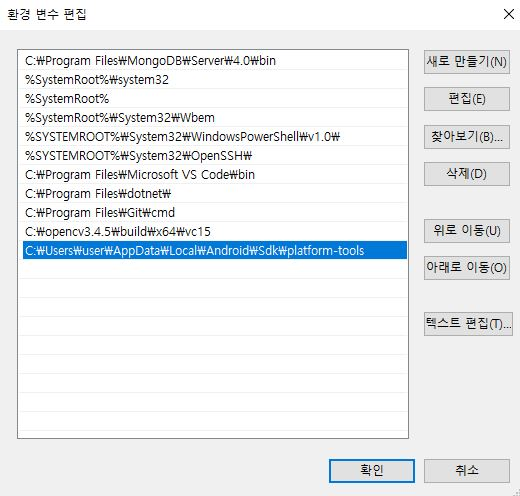 환경 변수 편집
C:₩Program Files₩MongoDB₩Server₩4.0₩bin
%SystemRoot%₩system32
%SystemRoot%
%SystemRoot%₩System32₩Wbem
%SYSTEMROOT%₩System32₩WindowsPowerShell₩v1.0₩
%SYSTEMROOT%₩System32₩OpenSSH₩
C:₩Program Files₩Microsoft VS Code₩bin
C:₩Program Files₩dotnet₩
C:₩Program Files₩Git₩cmd
C:₩opencv3.4.5₩build₩x64₩vc15
C:₩Users₩user₩AppData₩Local₩Android₩Sdk₩platform-tools
새로 만들기(N)
편집(E)
찾아보기(B)...
삭제(D)
위로 이동(U)
아래로 이동(O)
텍스트 편집(T)...
확인
취소